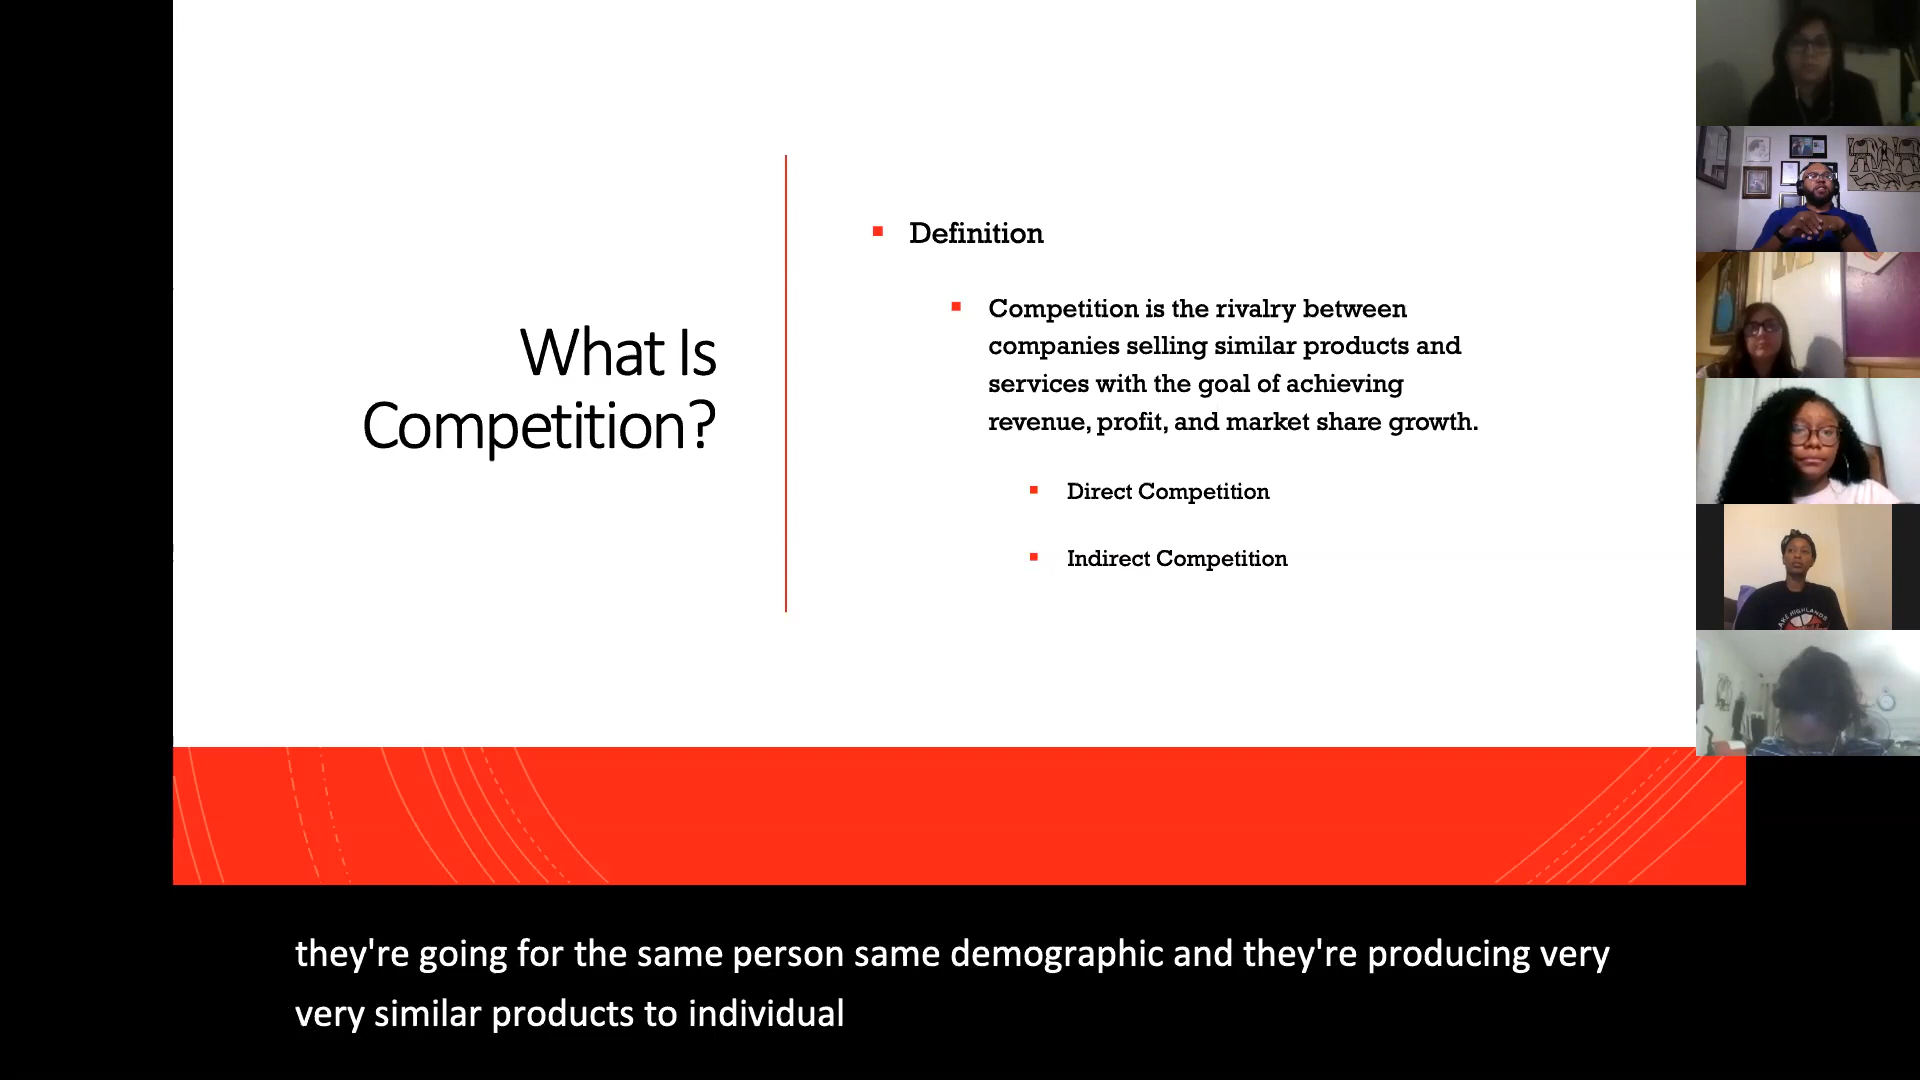 What Is
Competition?
Definition
Competition is the rivalry between
companies selling similar products and
services with the goal of achieving
revenue, profit, and market share growth.
Direct Competition
Indirect Competition
HIGHLANDS
they're going for the same person same demographic and they're producing very
very similar products to individual